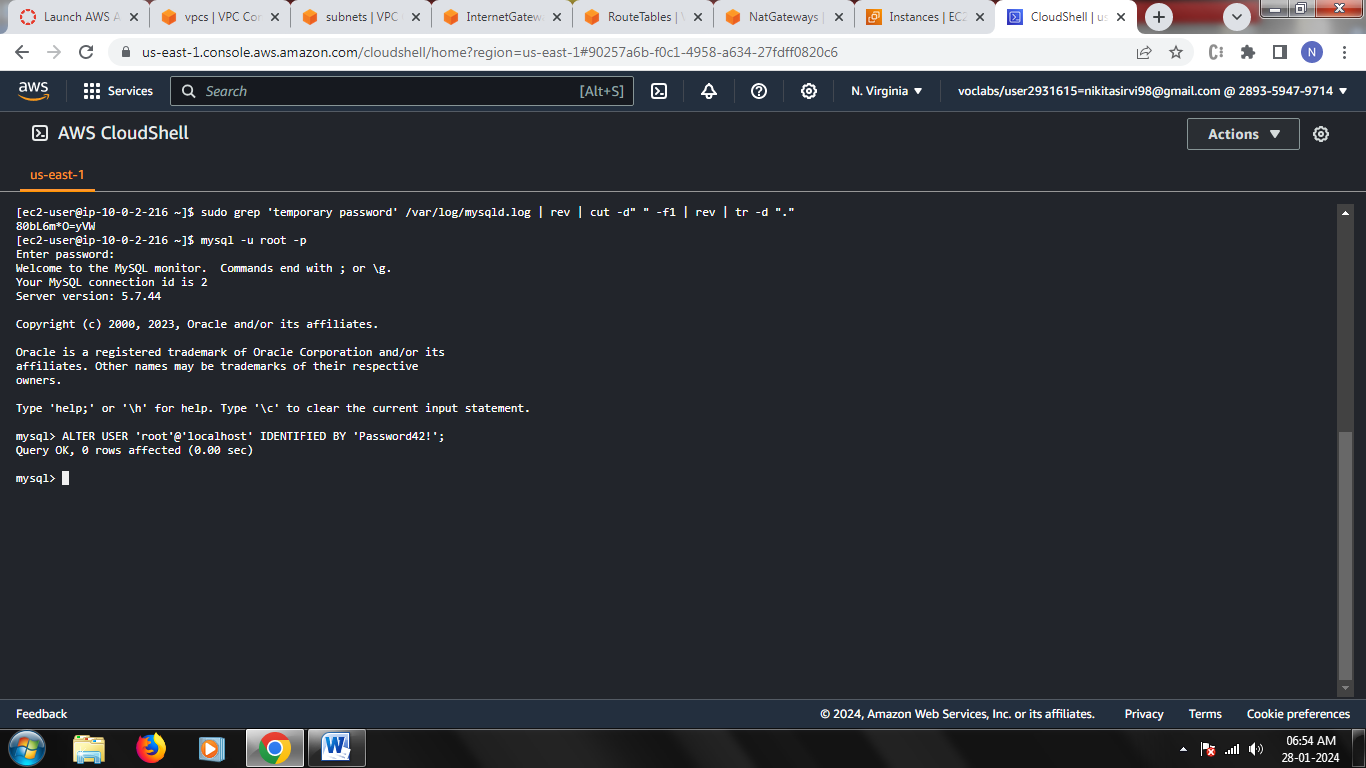 Launch AWS A
vpcs | VPC Con
subnets | VPC
InternetGatewa
RouteTables | V
NatGateways |
Instances | EC2
CloudShell | us
us-east-1.console.aws.amazon.com/cloudshell/home?region=us-east-1#90257a6b-f0c1-4958-a634-27fdff0820c6
N
aws
Services
Search
[Alt+S]
N. Virginia
voclabs/user2931615=nikitasirvi98@gmail.com @ 2893-5947-9714
AWS CloudShell
Actions
us-east-1
[ec2-user@ip-10-0-2-216 ~]$ sudo grep 'temporary password' /var/log/mysqld.log | rev | cut -d" " -f1 | rev | tr -d "."
80bL6m*O=yVW
[ec2-user@ip-10-0-2-216 ~]$ mysql -u root -p
Enter password:
Welcome to the MySQL monitor.  Commands end with ; or \g.
Your MySQL connection id is 2
Server version: 5.7.44
Copyright (c) 2000, 2023, Oracle and/or its affiliates.
Oracle is a registered trademark of Oracle Corporation and/or its
affiliates. Other names may be trademarks of their respective
owners.
Type 'help;' or '\h' for help. Type '\c' to clear the current input statement.
mysql> ALTER USER 'root'@'localhost' IDENTIFIED BY 'Password42!';
Query OK, 0 rows affected (0.00 sec)
mysql>
Feedback
© 2024, Amazon Web Services, Inc. or its affiliates.
Privacy
Terms
Cookie preferences
06:54 AM
28-01-2024